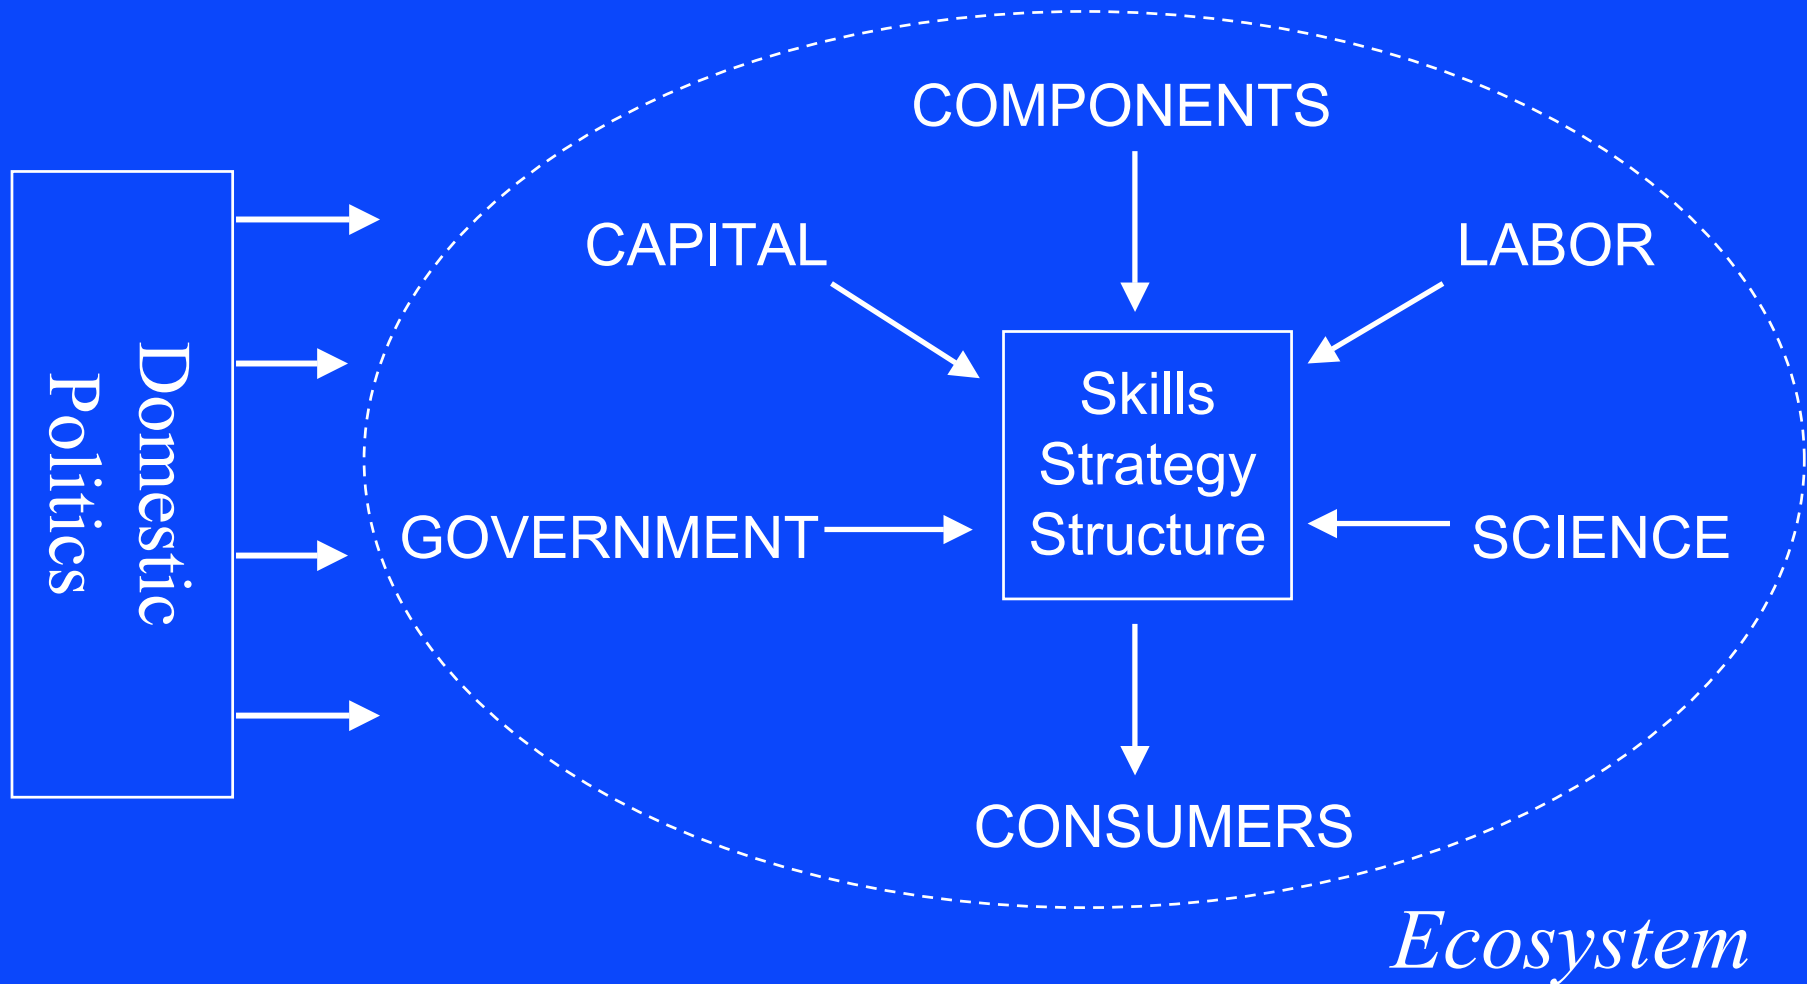 COMPONENTS
CAPITAL
LABOR
Domestic
Politics
Skills
Strategy
Structure
GOVERNMENT
SCIENCE
CONSUMERS
Ecosystem